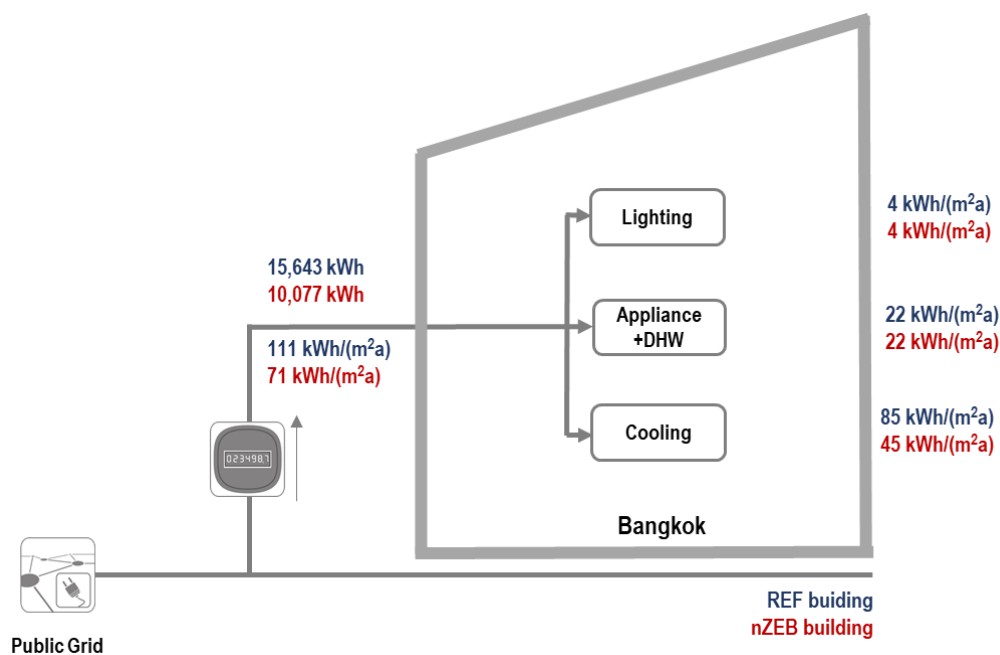 4 kWh/(m²a)
4 kWh/(m²a)
Lighting
15,643 kWh
10,077 kWh
Appliance
+DHW
22 kWh/(m²a)
22 kWh/(m²a)
111 kWh/(m²a)
71 kWh/(m²a)
Cooling
85 kWh/(m²a)
45 kWh/(m²a)
023498,7
Bangkok
REF buiding
nZEB building
Public Grid